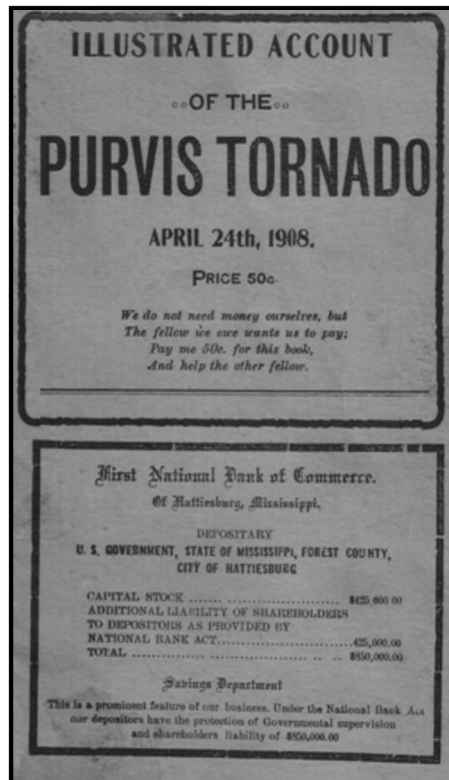 ILLUSTRATED ACCOUNT
OF THE
PURVIS TORNADO
APRIL 24th, 1908.
PRICE 50c.
We do not need money ourselves, but
The fellow we owe wants us to pay;
Pay me 50c. for this book,
And help the other fellow.
First National Bank of Commerce.
Of Hattiesburg, Mississippi.
DEPOSITARY
U. S. GOVERNMENT, STATE OF MISSISSIPPI, FOREST COUNTY,
CITY OF HATTIESBURG
CAPITAL STOCK ........................ $425,000.00
ADDITIONAL LIABILITY OF SHAREHOLDERS
TO DEPOSITORS AS PROVIDED BY
NATIONAL BANK ACT........................ 425,000.00
TOTAL ........................ $850,000.00
Savings Department
This is a prominent feature of our business. Under the National Bank Act
our depositors have the protection of Governmental supervision
and shareholders liability of $850,000.00